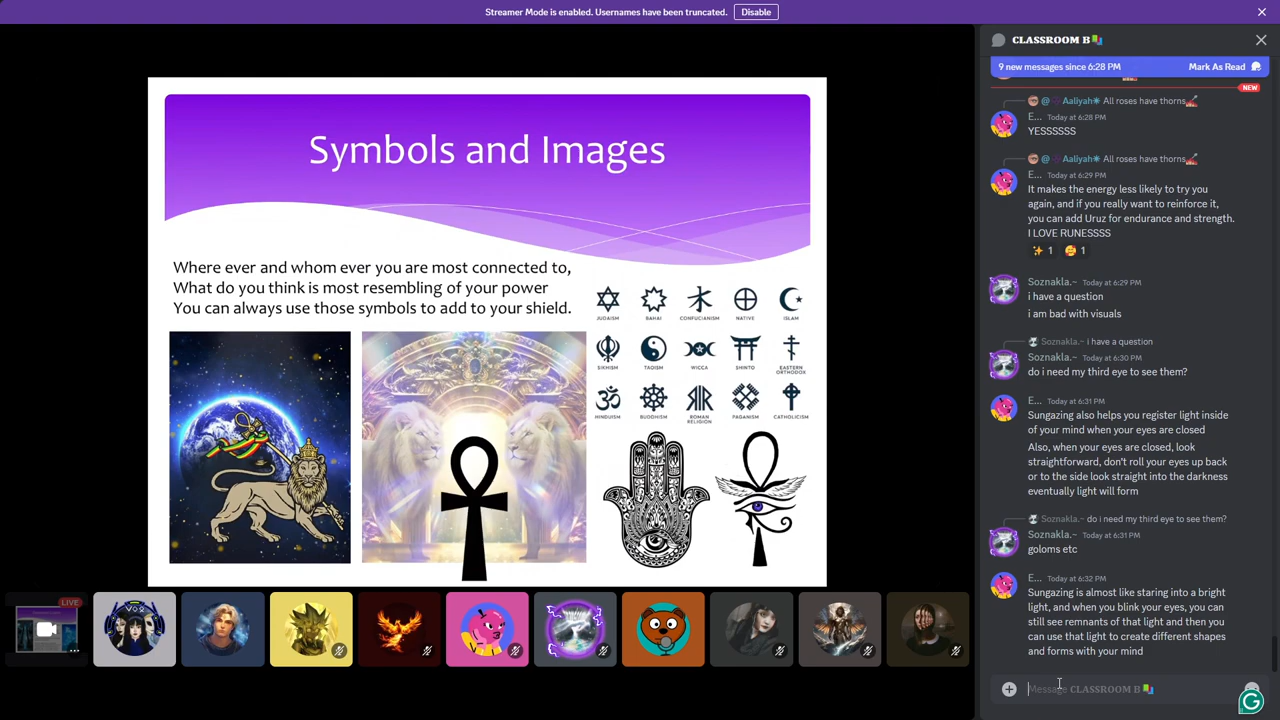 Streamer Mode is enabled. Usernames have been truncated.
Disable
Symbols and Images
Where ever and whom ever you are most connected to,
What do you think is most resembling of your power
You can always use those symbols to add to your shield.
JUDAISM BAHAI CONFUCIANISM NATIVE ISLAM
SIKHISM TAOISM WICCA SHINTO EASTERN
ORTHODOX
HINDUISM BUDDHISM ROMAN PAGANISM CATHOLICISM
RELIGION
LIVE
CLASSROOM B
9 new messages since 6:28 PM Mark As Read
NEW
@Aaliyah All roses have thorns
E... Today at 6:28 PM
YESSSSSS
@Aaliyah All roses have thorns
E... Today at 6:29 PM
It makes the energy less likely to try you
again, and if you really want to reinforce it,
you can add Uruz for endurance and strength.
I LOVE RUNESSSS
1 1
Soznakla.~ Today at 6:29 PM
i have a question
i am bad with visuals
Soznakla.~ i have a question
Soznakla.~ Today at 6:30 PM
do i need my third eye to see them?
E... Today at 6:31 PM
Sungazing also helps you register light inside
of your mind when your eyes are closed
Also, when your eyes are closed, look
straightforward, don't roll your eyes up back
or to the side look straight into the darkness
eventually light will form
Soznakla.~ do i need my third eye to see them?
Soznakla.~ Today at 6:31 PM
goloms etc
E... Today at 6:32 PM
Sungazing is almost like staring into a bright
light, and when you blink your eyes, you can
still see remnants of that light and then you
can use that light to create different shapes
and forms with your mind
Message CLASSROOM B